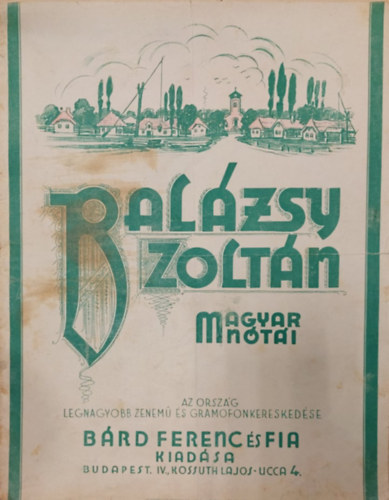 BALÁZSY
ZOLTÁN
MAGYAR
NÓTÁI
AZ ORSZÁG
LEGNAGYOBB ZENEMŰ ÉS GRAMOFONKERESKEDÉSE
BÁRD FERENC ÉS FIA
KIADÁSA
BUDAPEST. IV, KOSSUTH LAJOS-UCCA 4.